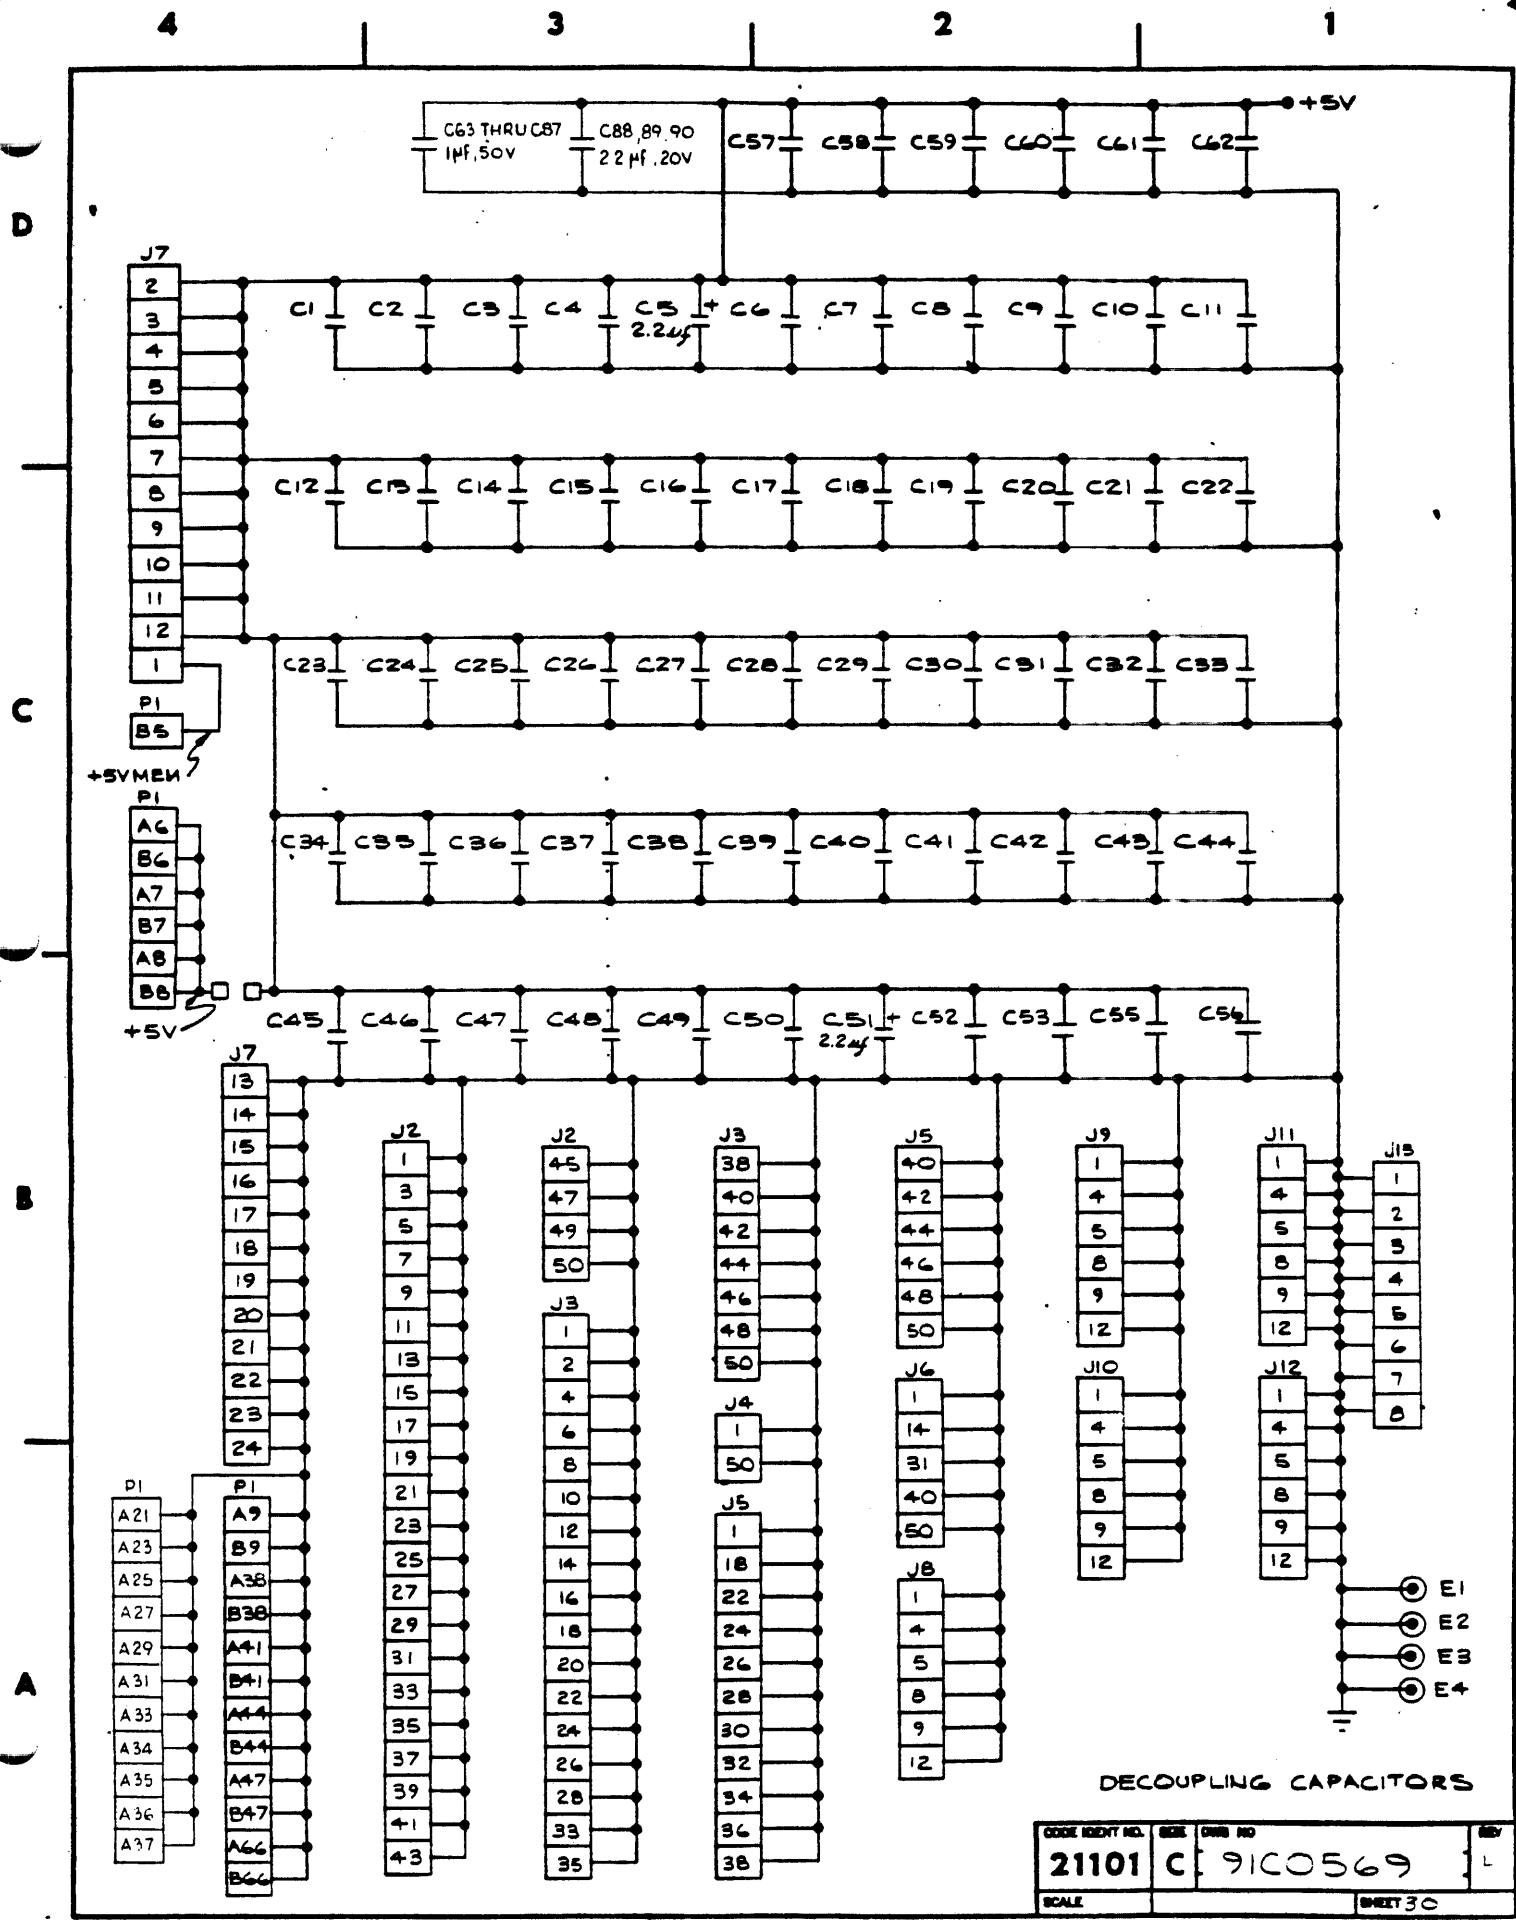 4 3 2 1
D
C
B
A
+5V
C63 THRU C87
1µF, 50V
C88, 89, 90
2.2µF, 20V
C57 C58 C59 C60 C61 C62
J7
2
3
4
5
6
7
8
9
10
11
12
1
C1 C2 C3 C4 C5 + C6 C7 C8 C9 C10 C11
2.2µf
C12 C13 C14 C15 C16 C17 C18 C19 C20 C21 C22
C23 C24 C25 C26 C27 C28 C29 C30 C31 C32 C33
P1
B5
+5VMEM
P1
A6
B6
A7
B7
A8
B8
+5V
C34 C35 C36 C37 C38 C39 C40 C41 C42 C43 C44
C45 C46 C47 C48 C49 C50 C51 + C52 C53 C55 C56
2.2µf
J7
13
14
15
16
17
18
19
20
21
22
23
24
P1
A21
A23
A25
A27
A29
A31
A33
A34
A35
A36
A37
P1
A9
B9
A38
B38
A41
B41
A44
B44
A47
B47
A66
B66
J2
1
3
5
7
9
11
13
15
17
19
21
23
25
27
29
31
33
35
37
39
41
43
J2
45
47
49
50
J3
1
2
4
6
8
10
12
14
16
18
20
22
24
26
28
33
35
J3
38
40
42
44
46
48
50
J4
1
50
J5
1
18
22
24
26
28
30
32
34
36
38
J5
40
42
44
46
48
50
J6
1
14
31
40
50
J8
1
4
5
8
9
12
J9
1
4
5
8
9
12
J10
1
4
5
8
9
12
J11
1
4
5
8
9
12
J12
1
4
5
8
9
12
J13
1
2
3
4
5
6
7
8
E1
E2
E3
E4
DECOUPLING CAPACITORS
CODE IDENT NO. SIZE DWG NO REV
21101 C 91C0569 L
SCALE SHEET 30